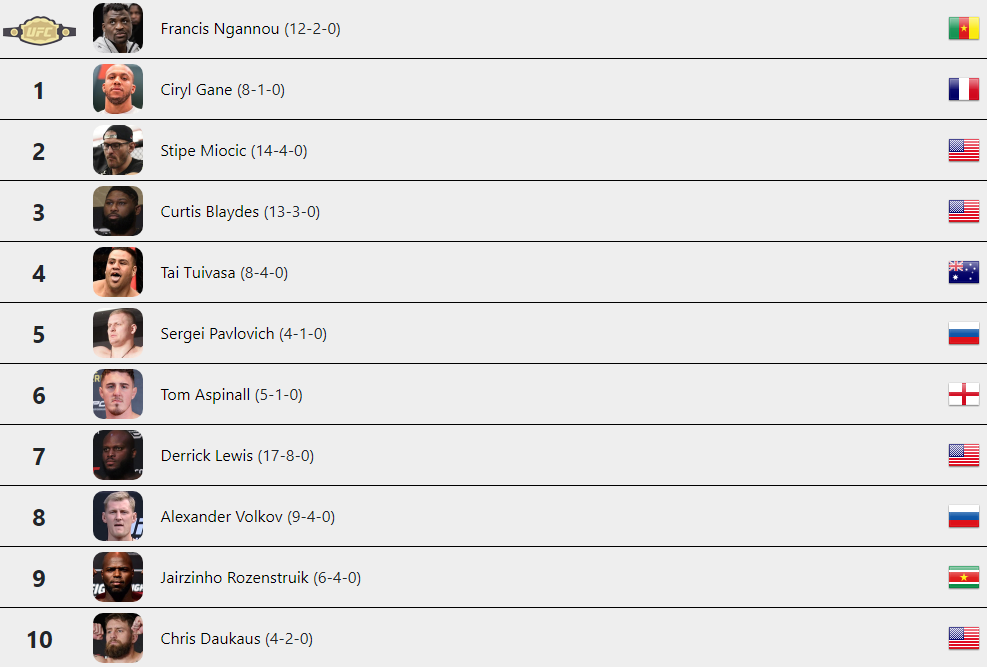 UFC
Francis Ngannou (12-2-0)
1
Ciryl Gane (8-1-0)
2
Stipe Miocic (14-4-0)
3
Curtis Blaydes (13-3-0)
4
Tai Tuivasa (8-4-0)
5
Sergei Pavlovich (4-1-0)
6
Tom Aspinall (5-1-0)
7
Derrick Lewis (17-8-0)
8
Alexander Volkov (9-4-0)
9
Jairzinho Rozenstruik (6-4-0)
10
Chris Daukaus (4-2-0)